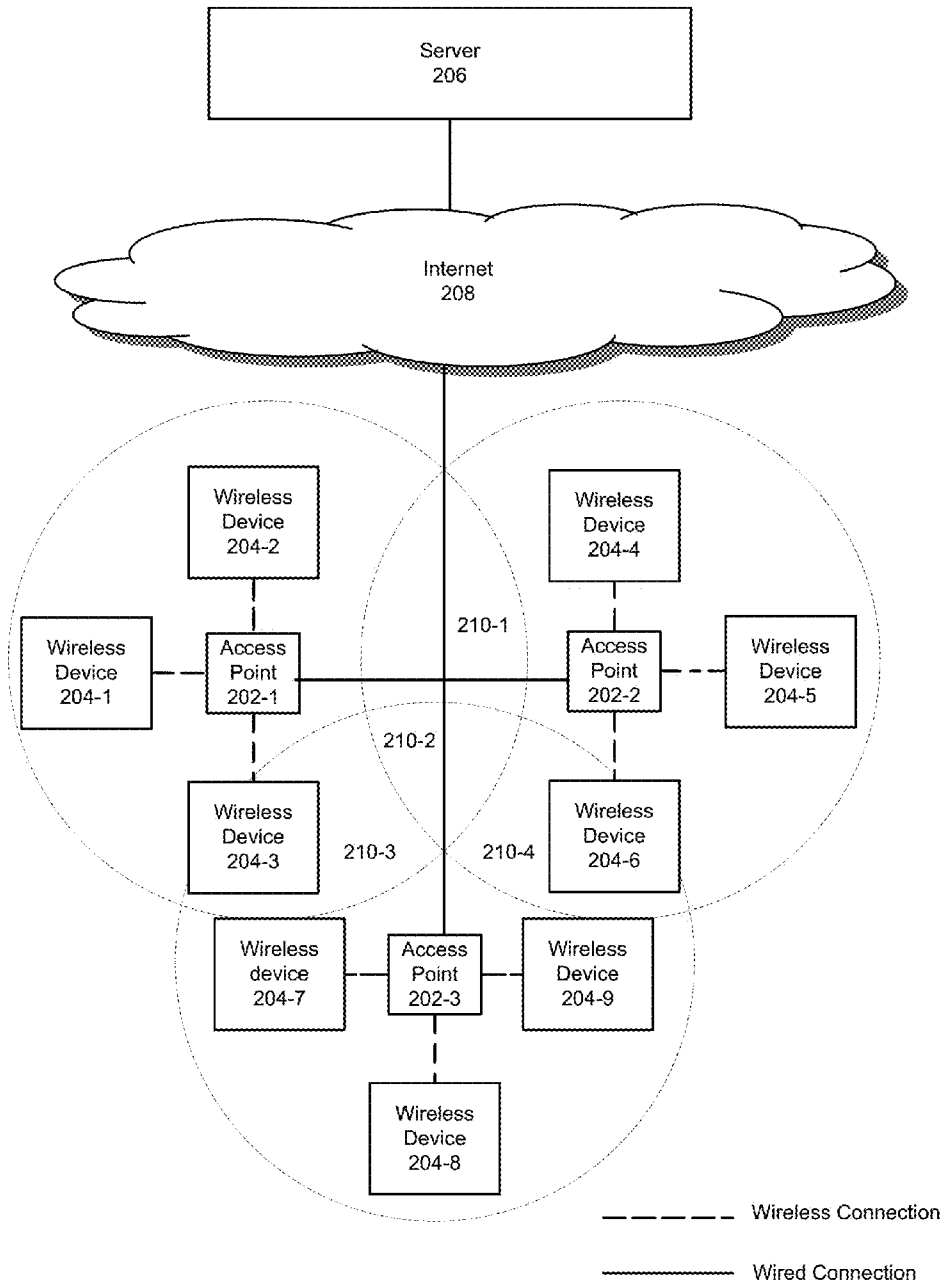 Server
206
Internet
208
Wireless
Device
204-2
Wireless
Device
204-4
Wireless
Device
204-1
Access
Point
202-1
210-1
Access
Point
202-2
Wireless
Device
204-5
210-2
Wireless
Device
204-3
210-3
210-4
Wireless
Device
204-6
Wireless
device
204-7
Access
Point
202-3
Wireless
Device
204-9
Wireless
Device
204-8
Wireless Connection
Wired Connection